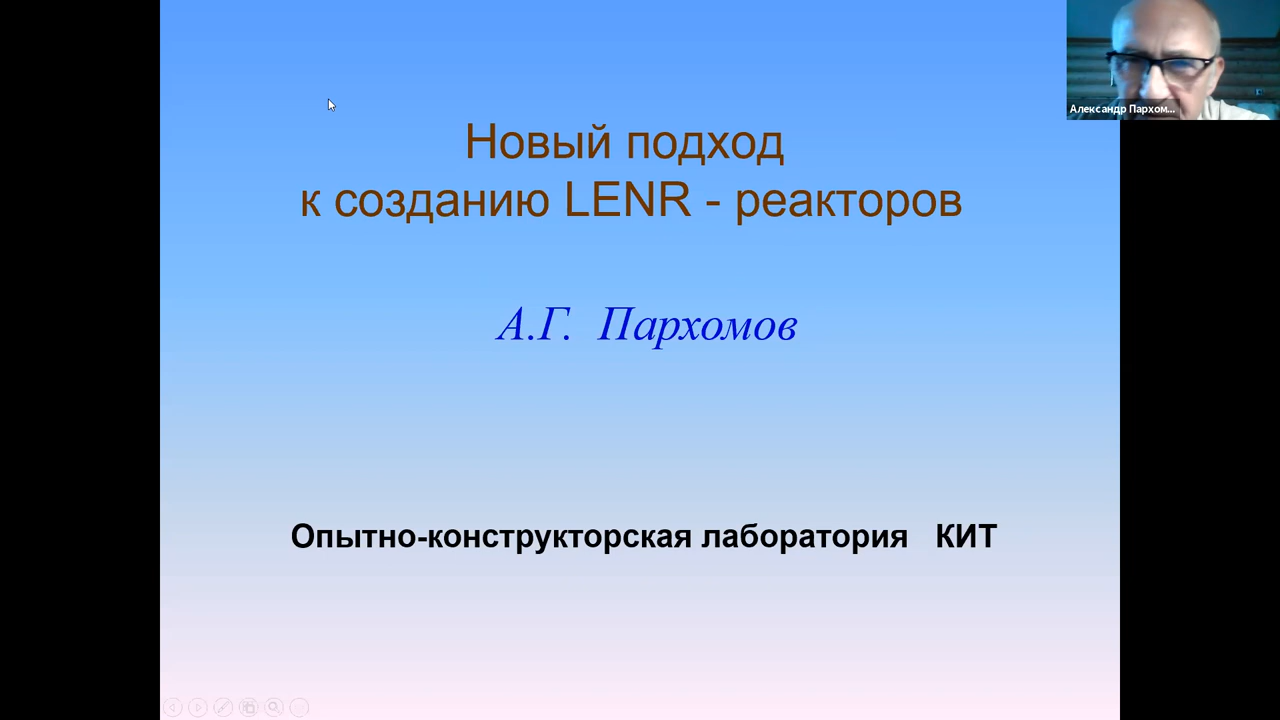 Новый подход
к созданию LENR - реакторов
А.Г. Пархомов
Опытно-конструкторская лаборатория КИТ
Александр Пархом...